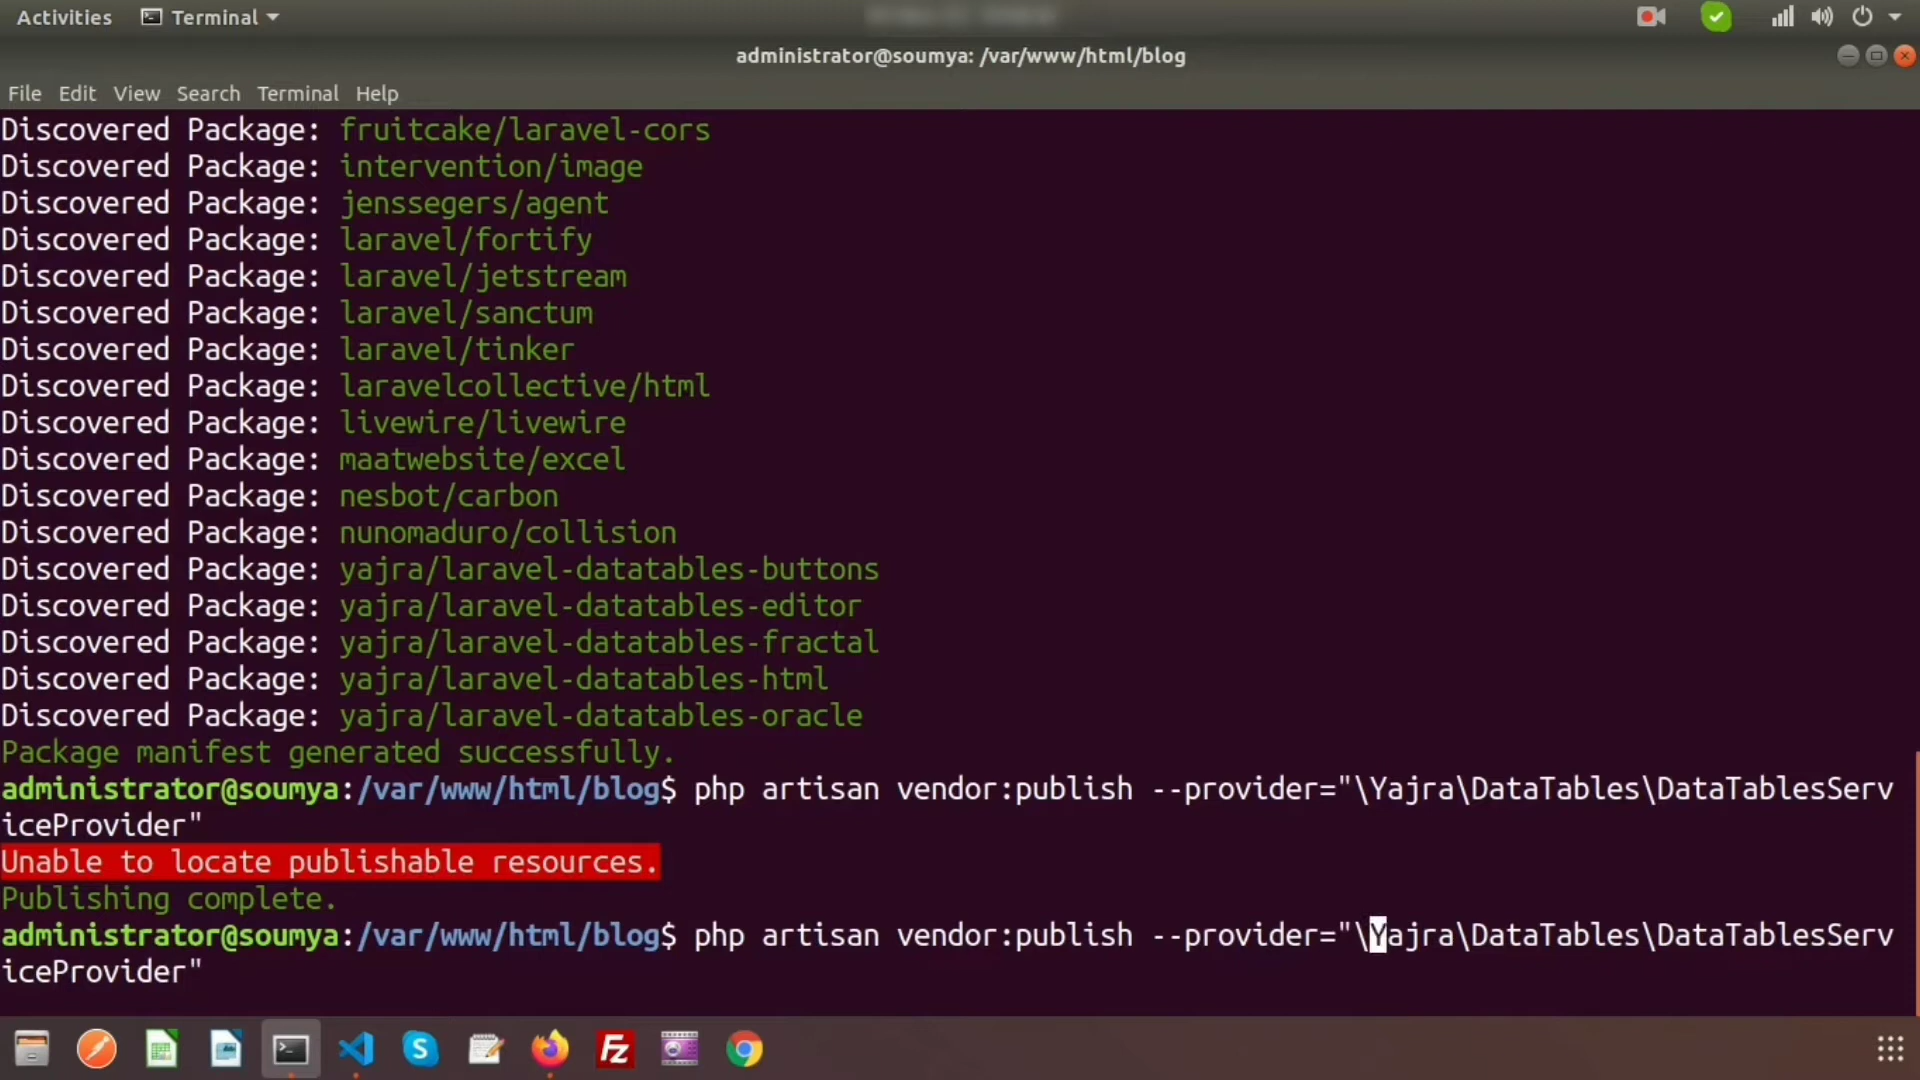 Activities Terminal
administrator@soumya: /var/www/html/blog
File Edit View Search Terminal Help
Discovered Package: fruitcake/laravel-cors
Discovered Package: intervention/image
Discovered Package: jenssegers/agent
Discovered Package: laravel/fortify
Discovered Package: laravel/jetstream
Discovered Package: laravel/sanctum
Discovered Package: laravel/tinker
Discovered Package: laravelcollective/html
Discovered Package: livewire/livewire
Discovered Package: maatwebsite/excel
Discovered Package: nesbot/carbon
Discovered Package: nunomaduro/collision
Discovered Package: yajra/laravel-datatables-buttons
Discovered Package: yajra/laravel-datatables-editor
Discovered Package: yajra/laravel-datatables-fractal
Discovered Package: yajra/laravel-datatables-html
Discovered Package: yajra/laravel-datatables-oracle
Package manifest generated successfully.
administrator@soumya:/var/www/html/blog$ php artisan vendor:publish --provider="\Yajra\DataTables\DataTablesServ
iceProvider"
Unable to locate publishable resources.
Publishing complete.
administrator@soumya:/var/www/html/blog$ php artisan vendor:publish --provider="\Yajra\DataTables\DataTablesServ
iceProvider"